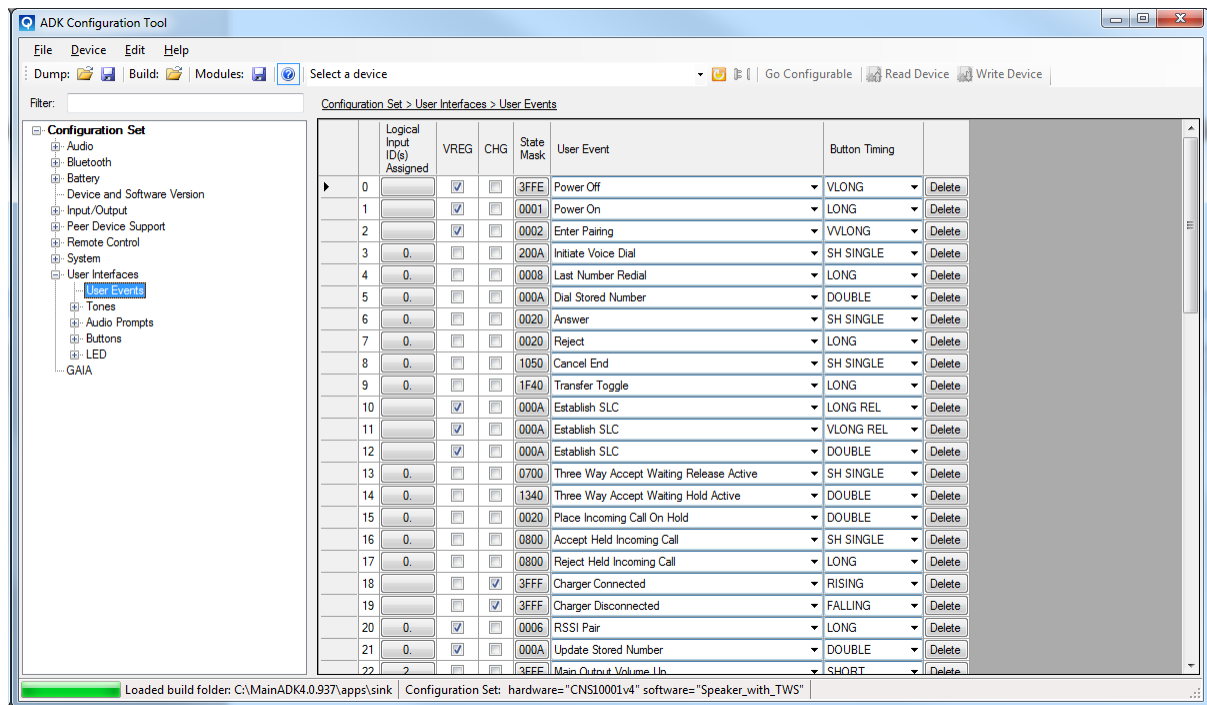 ADK Configuration Tool
File Device Edit Help
Dump: Build: Modules: Select a device Go Configurable Read Device Write Device
Filter:
Configuration Set > User Interfaces > User Events
Configuration Set
Audio
Bluetooth
Battery
Device and Software Version
Input/Output
Peer Device Support
Remote Control
System
User Interfaces
User Events
Tones
Audio Prompts
Buttons
LED
GAIA
Logical Input ID(s) Assigned VREG CHG State Mask User Event Button Timing
0 3FFE Power Off VLONG Delete
1 0001 Power On LONG Delete
2 0002 Enter Pairing VVLONG Delete
3 0. 200A Initiate Voice Dial SH SINGLE Delete
4 0. 0008 Last Number Redial LONG Delete
5 0. 000A Dial Stored Number DOUBLE Delete
6 0. 0020 Answer SH SINGLE Delete
7 0. 0020 Reject LONG Delete
8 0. 1050 Cancel End SH SINGLE Delete
9 0. 1F40 Transfer Toggle LONG Delete
10 000A Establish SLC LONG REL Delete
11 000A Establish SLC VLONG REL Delete
12 000A Establish SLC DOUBLE Delete
13 0. 0700 Three Way Accept Waiting Release Active SH SINGLE Delete
14 0. 1340 Three Way Accept Waiting Hold Active DOUBLE Delete
15 0. 0020 Place Incoming Call On Hold DOUBLE Delete
16 0. 0800 Accept Held Incoming Call SH SINGLE Delete
17 0. 0800 Reject Held Incoming Call LONG Delete
18 3FFF Charger Connected RISING Delete
19 3FFF Charger Disconnected FALLING Delete
20 0. 0006 RSSI Pair LONG Delete
21 0. 000A Update Stored Number DOUBLE Delete
22 2 3FFE Main Output Volume Up SHORT Delete
Loaded build folder: C:\MainADK4.0.937\apps\sink Configuration Set: hardware="CNS10001v4" software="Speaker_with_TWS"